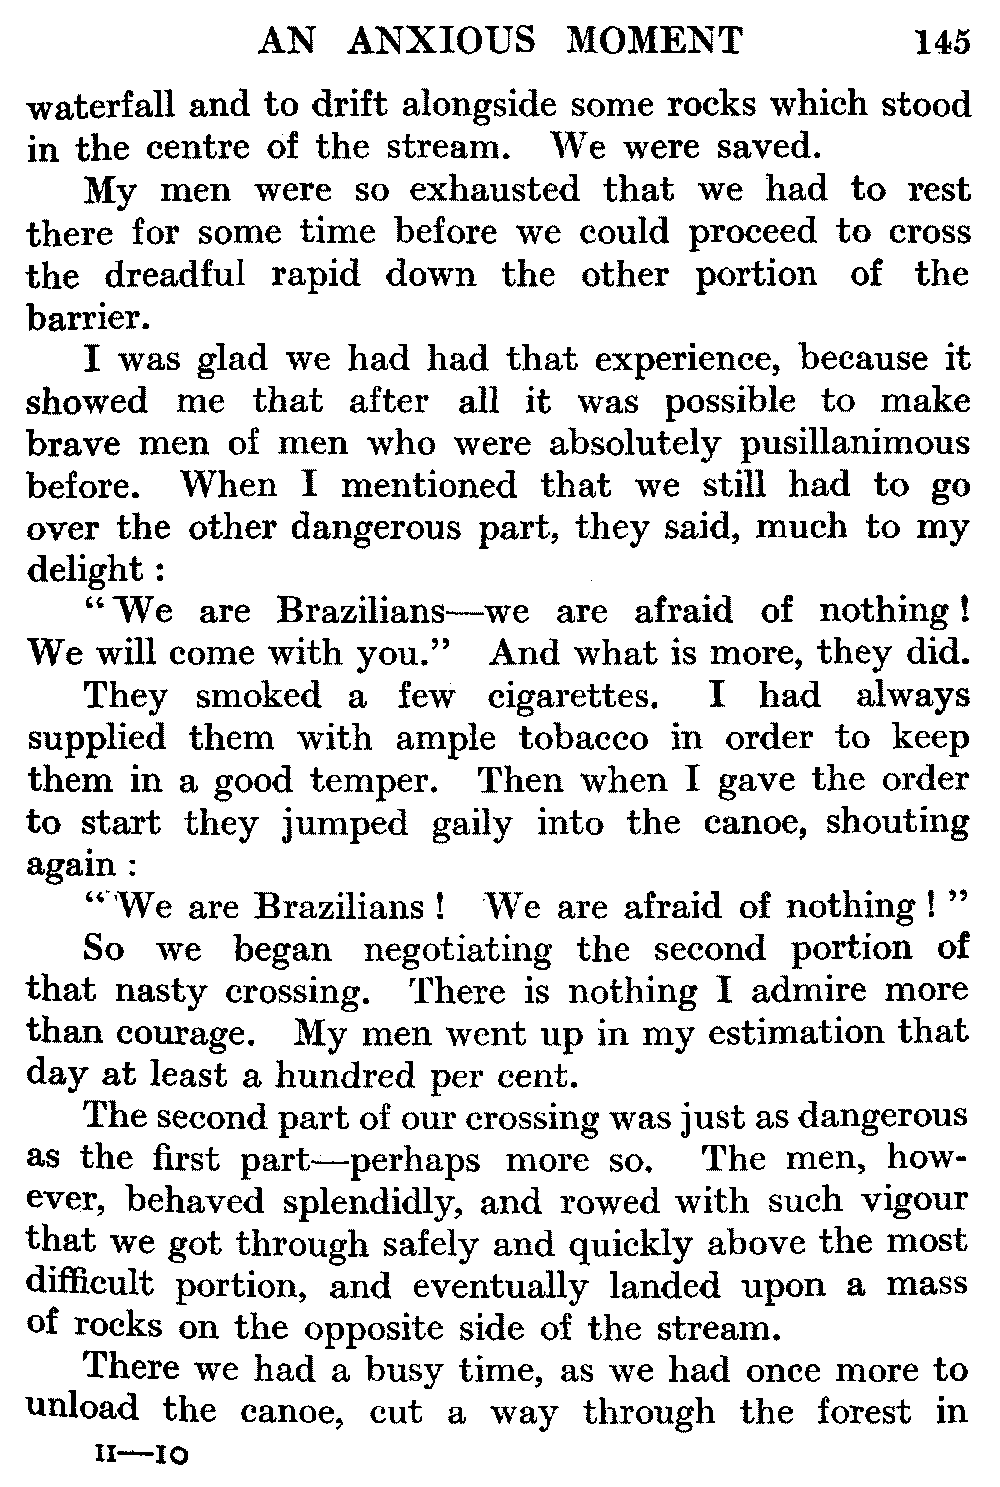 AN ANXIOUS MOMENT 145
waterfall and to drift alongside some rocks which stood
in the centre of the stream. We were saved.
My men were so exhausted that we had to rest
there for some time before we could proceed to cross
the dreadful rapid down the other portion of the
barrier.
I was glad we had had that experience, because it
showed me that after all it was possible to make
brave men of men who were absolutely pusillanimous
before. When I mentioned that we still had to go
over the other dangerous part, they said, much to my
delight :
“We are Brazilians—we are afraid of nothing !
We will come with you.” And what is more, they did.
They smoked a few cigarettes. I had always
supplied them with ample tobacco in order to keep
them in a good temper. Then when I gave the order
to start they jumped gaily into the canoe, shouting
again :
“We are Brazilians ! We are afraid of nothing ! ”
So we began negotiating the second portion of
that nasty crossing. There is nothing I admire more
than courage. My men went up in my estimation that
day at least a hundred per cent.
The second part of our crossing was just as dangerous
as the first part—perhaps more so. The men, how-
ever, behaved splendidly, and rowed with such vigour
that we got through safely and quickly above the most
difficult portion, and eventually landed upon a mass
of rocks on the opposite side of the stream.
There we had a busy time, as we had once more to
unload the canoe, cut a way through the forest in
II—10